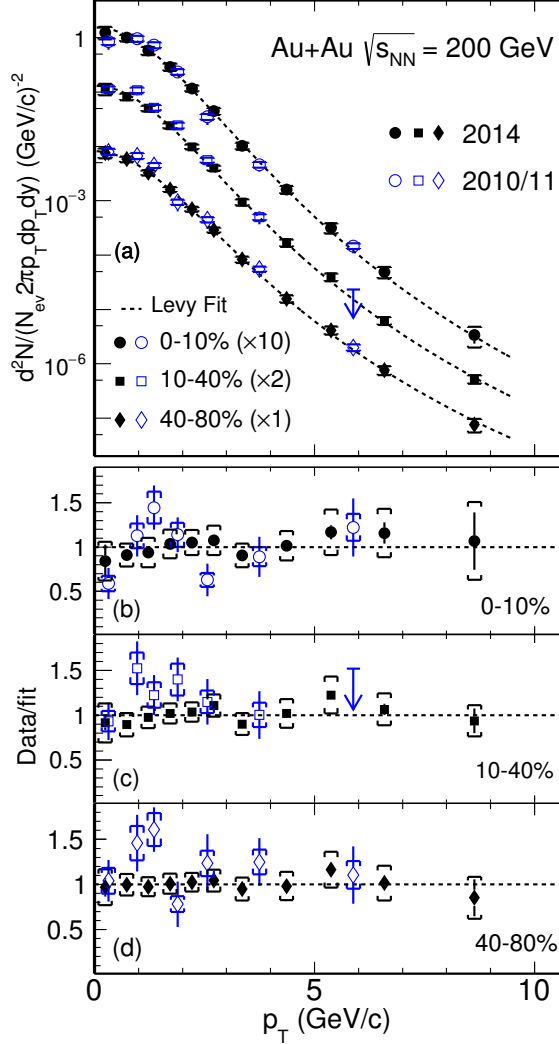 d²N/(N_ev 2πp_T dp_T dy) (GeV/c)⁻²
1
10⁻³
10⁻⁶
Au+Au √s_NN = 200 GeV
2014
2010/11
(a)
Levy Fit
0-10% (×10)
10-40% (×2)
40-80% (×1)
Data/fit
1.5
1
0.5
(b)
0-10%
1.5
1
0.5
(c)
10-40%
1.5
1
0.5
(d)
40-80%
0 5 10
p_T (GeV/c)